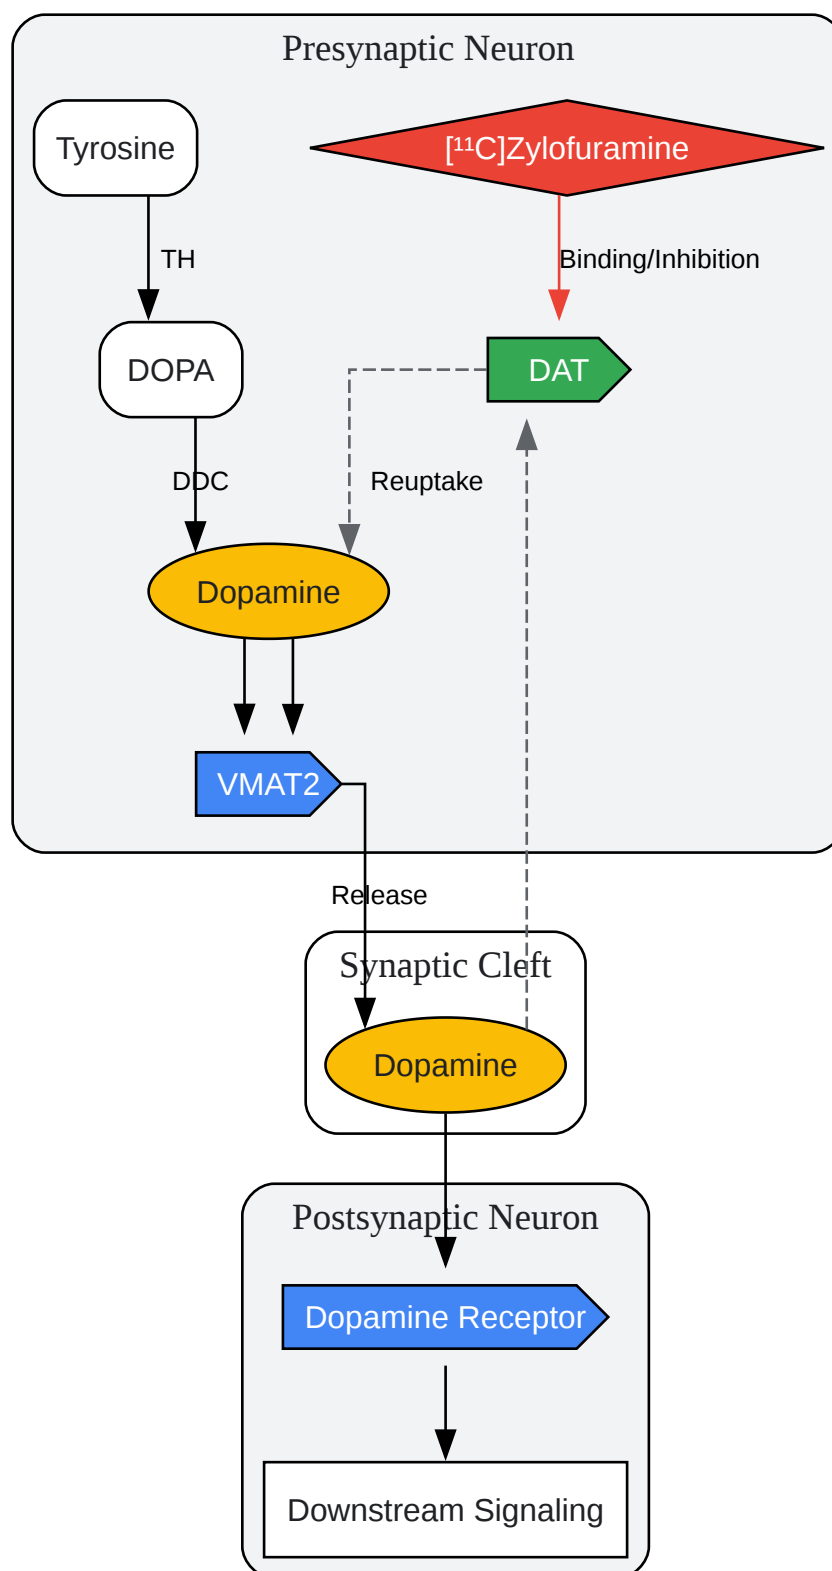 Presynaptic Neuron
Tyrosine
[¹¹C]Zylofuramine
TH
Binding/Inhibition
DOPA
DAT
DDC
Reuptake
Dopamine
VMAT2
Release
Synaptic Cleft
Dopamine
Postsynaptic Neuron
Dopamine Receptor
Downstream Signaling